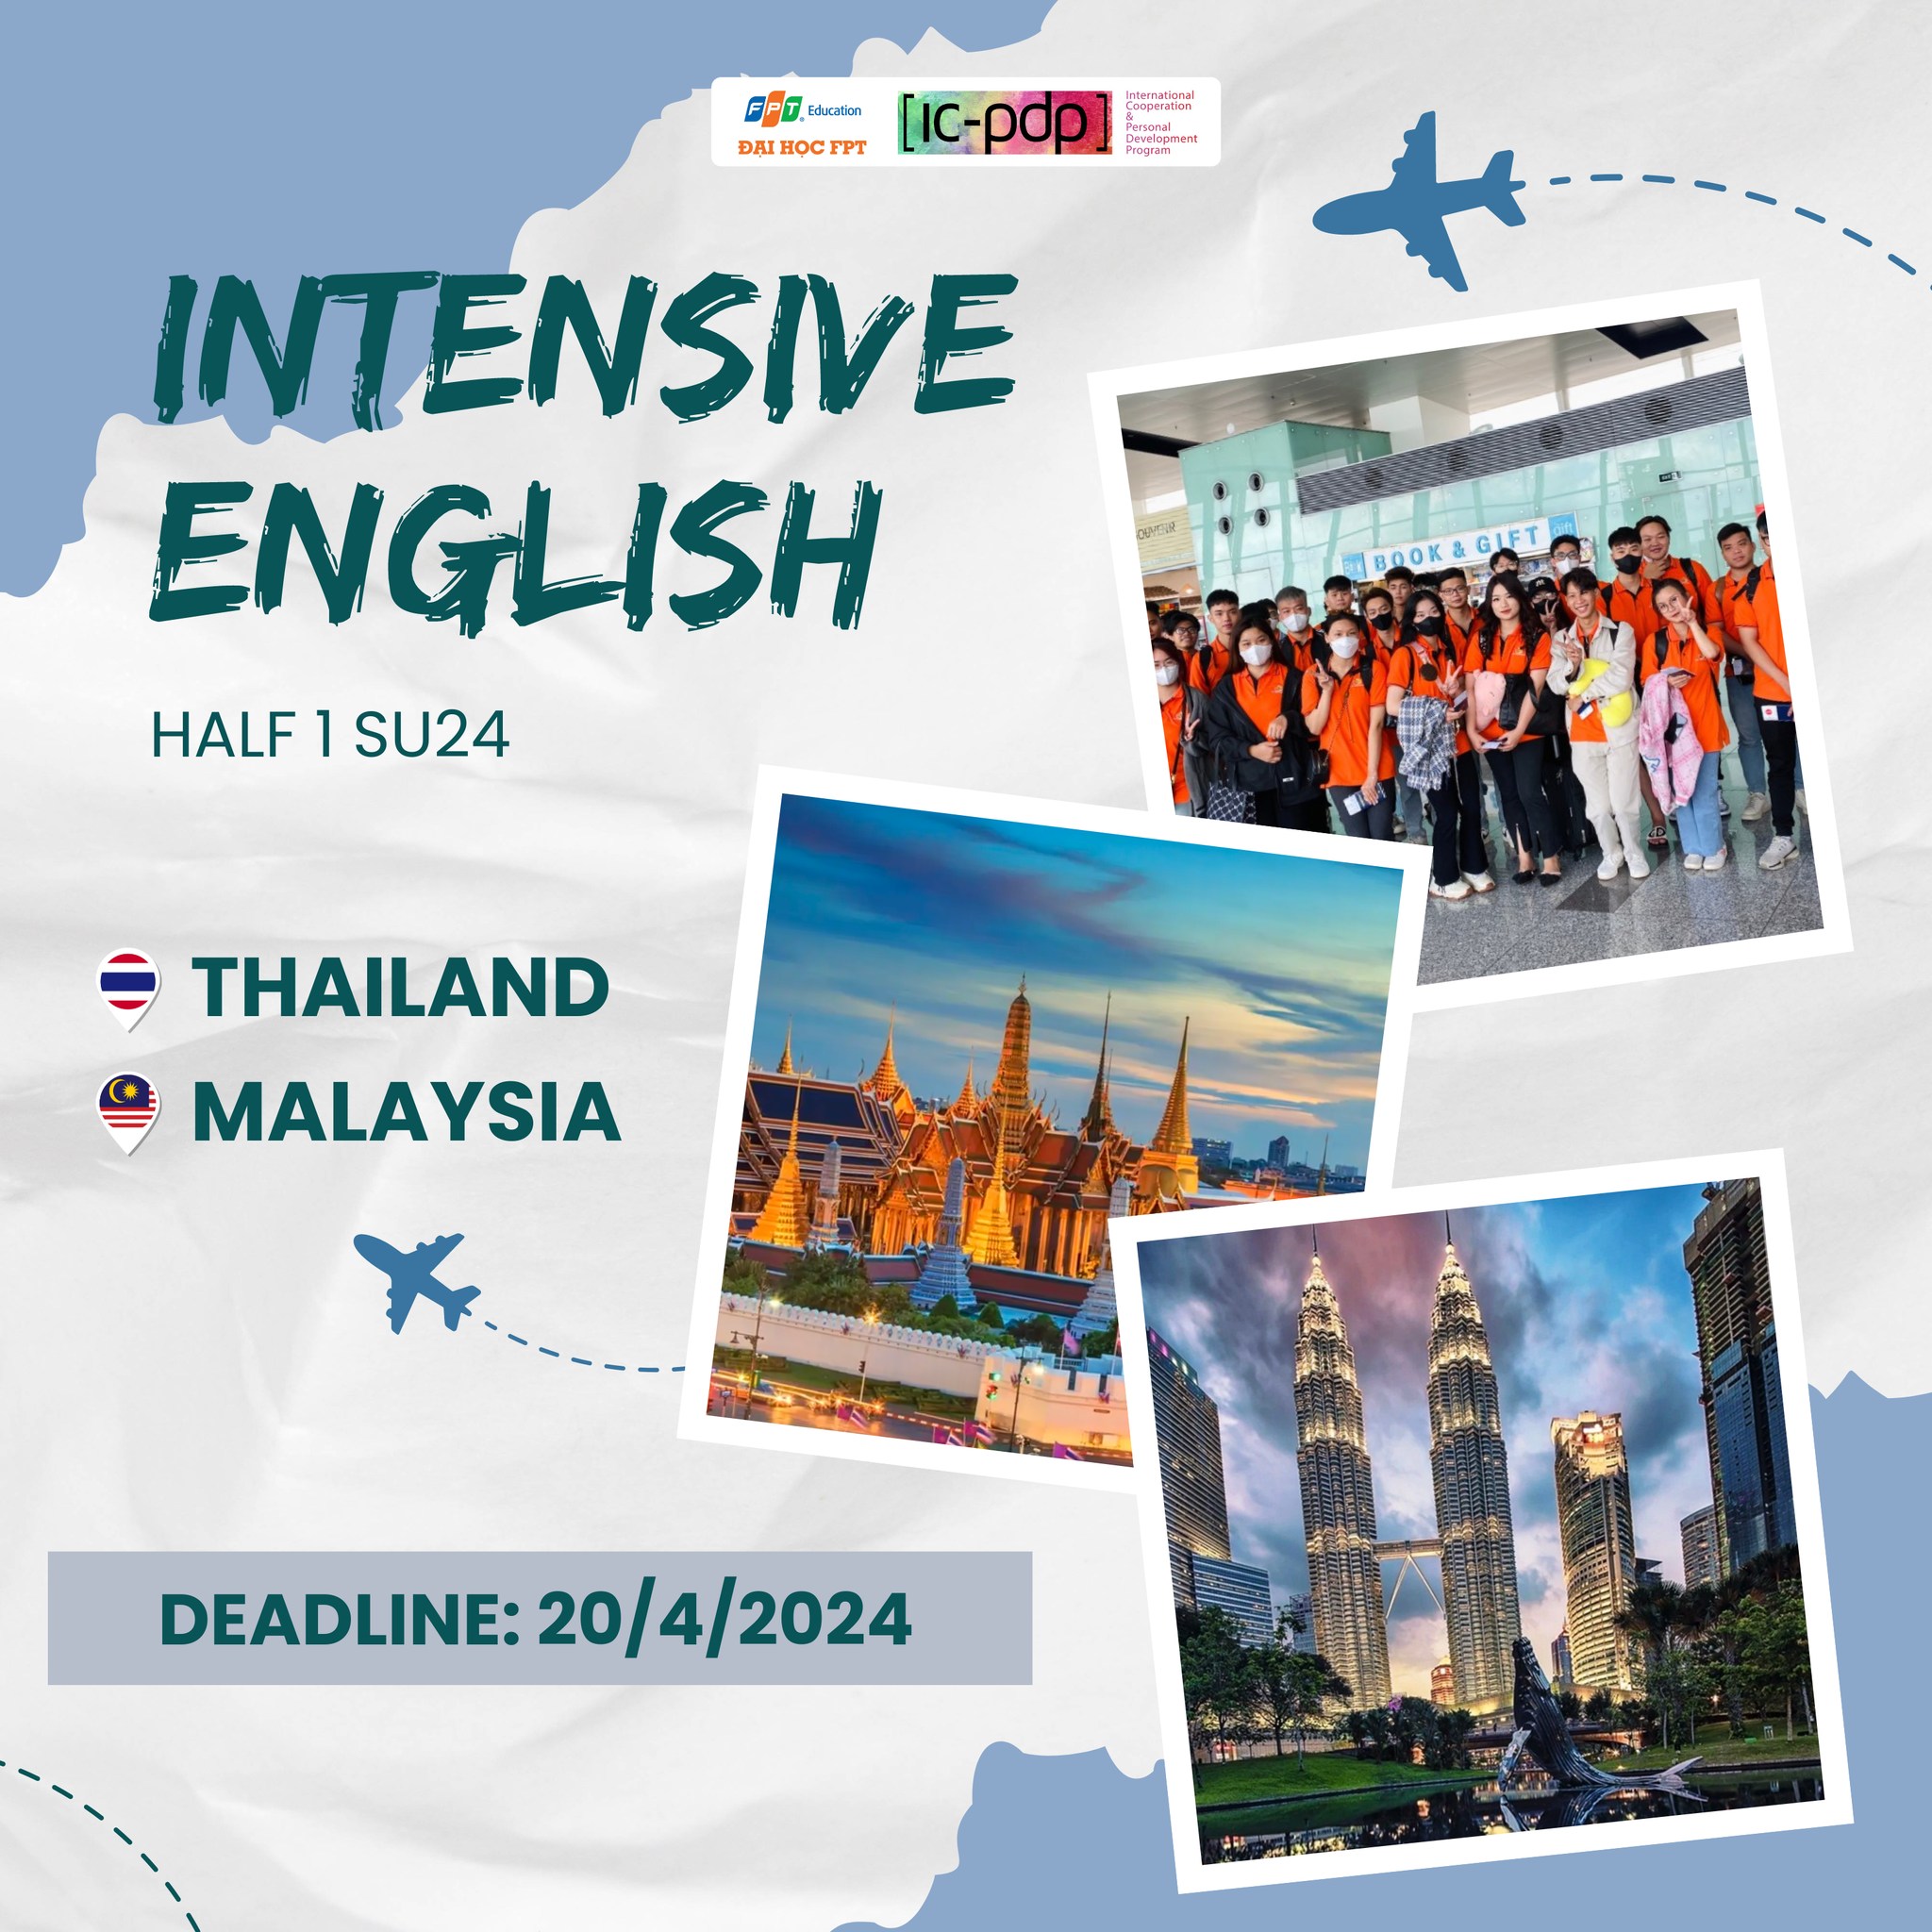 FPT Education
ĐẠI HỌC FPT
[ic-pdp]
International
Cooperation
&
Personal
Development
Program
INTENSIVE
ENGLISH
HALF 1 SU24
BOOK & GIFT
THAILAND
MALAYSIA
DEADLINE: 20/4/2024